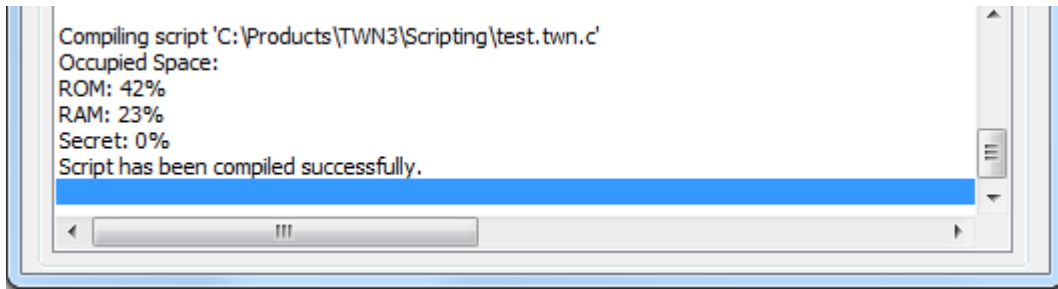 Compiling script 'C:\Products\TWN3\Scripting\test.twn.c'
Occupied Space:
ROM: 42%
RAM: 23%
Secret: 0%
Script has been compiled successfully.